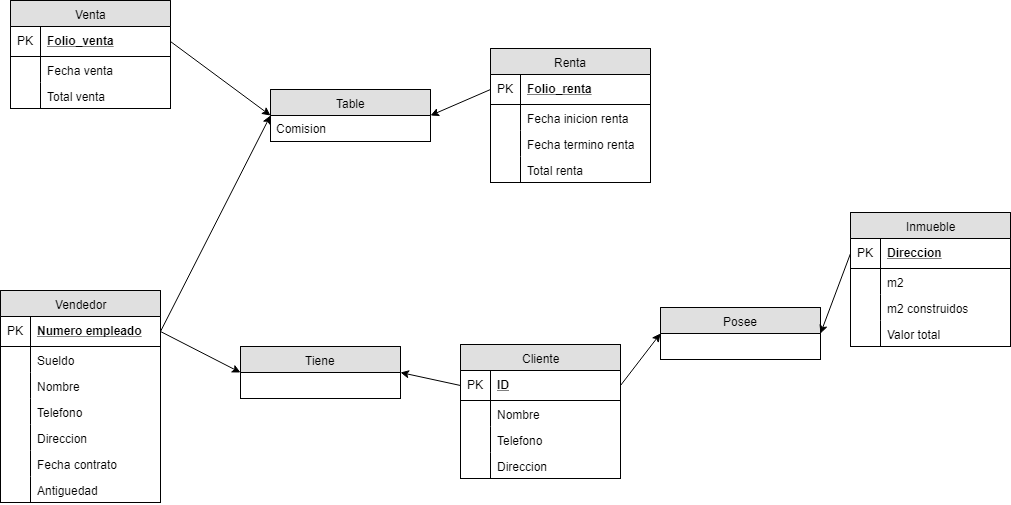 Venta
PK Folio_venta
Fecha venta
Total venta
Table
Comision
Renta
PK Folio_renta
Fecha inicion renta
Fecha termino renta
Total renta
Inmueble
PK Direccion
m2
m2 construidos
Valor total
Vendedor
PK Numero empleado
Sueldo
Nombre
Telefono
Direccion
Fecha contrato
Antiguedad
Tiene
Cliente
PK ID
Nombre
Telefono
Direccion
Posee